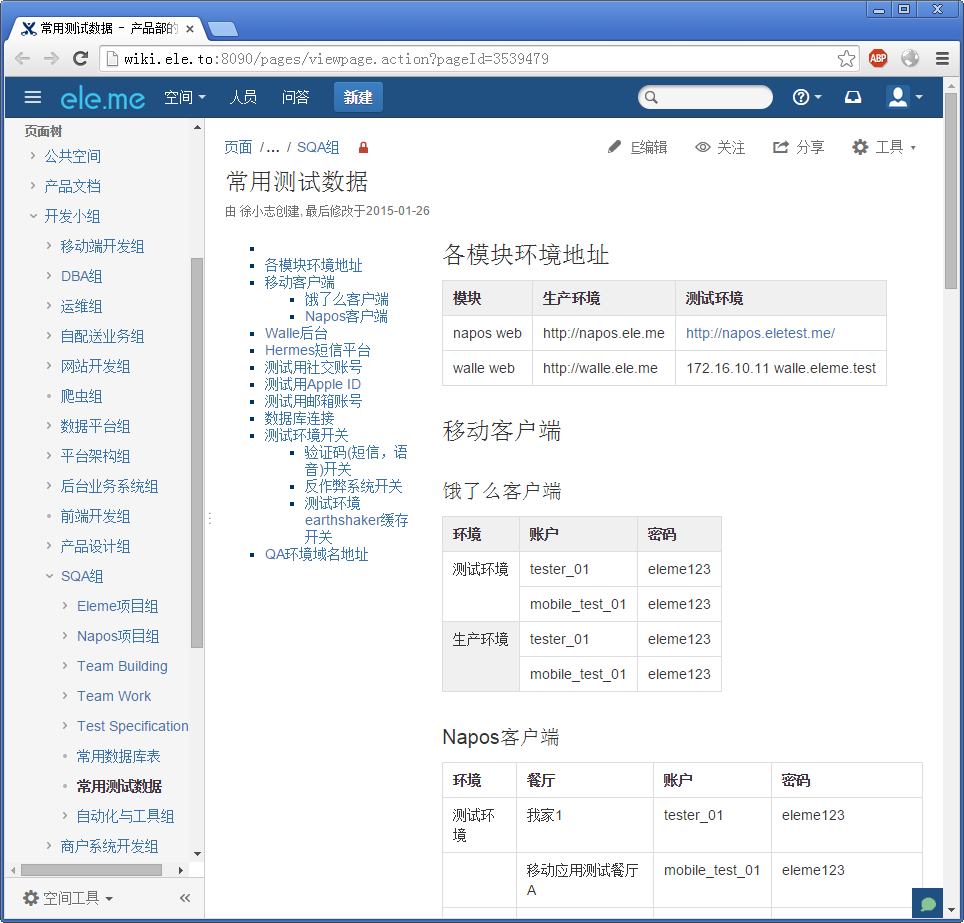 常用测试数据 - 产品部的
wiki.ele.to:8090/pages/viewpage.action?pageId=3539479
ABP
ele.me 空间 人员 问答 新建
页面树
公共空间
产品文档
开发小组
移动端开发组
DBA组
运维组
自配送业务组
网站开发组
爬虫组
数据平台组
平台架构组
后台业务系统组
前端开发组
产品设计组
SQA组
Eleme项目组
Napos项目组
Team Building
Team Work
Test Specification
常用数据库表
常用测试数据
自动化与工具组
商户系统开发组
空间工具
页面 /... / SQA组
E编辑 关注 分享 工具
常用测试数据
由 徐小志创建, 最后修改于2015-01-26
各模块环境地址
移动客户端
饿了么客户端
Napos客户端
Walle后台
Hermes短信平台
测试用社交账号
测试用Apple ID
测试用邮箱账号
数据库连接
测试环境开关
验证码(短信，语
音)开关
反作弊系统开关
测试环境
earthshaker缓存
开关
QA环境域名地址
各模块环境地址
模块 生产环境 测试环境
napos web http://napos.ele.me http://napos.eletest.me/
walle web http://walle.ele.me 172.16.10.11 walle.eleme.test
移动客户端
饿了么客户端
环境 账户 密码
测试环境 tester_01 eleme123
mobile_test_01 eleme123
生产环境 tester_01 eleme123
mobile_test_01 eleme123
Napos客户端
环境 餐厅 账户 密码
测试环 我家1 tester_01 eleme123
境
移动应用测试餐厅 mobile_test_01 eleme123
A